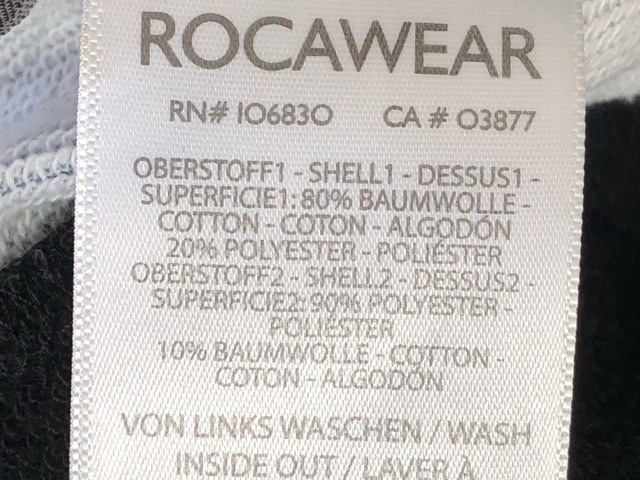 ROCAWEAR
RN# 106830 CA # 03877
OBERSTOFF1 - SHELL1 - DESSUS1 -
SUPERFICIE1: 80% BAUMWOLLE -
COTTON - COTON - ALGODÓN
20% POLYESTER - POLIÉSTER
OBERSTOFF2 - SHELL2 - DESSUS2 -
SUPERFICIE2: 90% POLYESTER -
POLIÉSTER
10% BAUMWOLLE - COTTON -
COTON - ALGODÓN
VON LINKS WASCHEN / WASH
INSIDE OUT / LAVER À